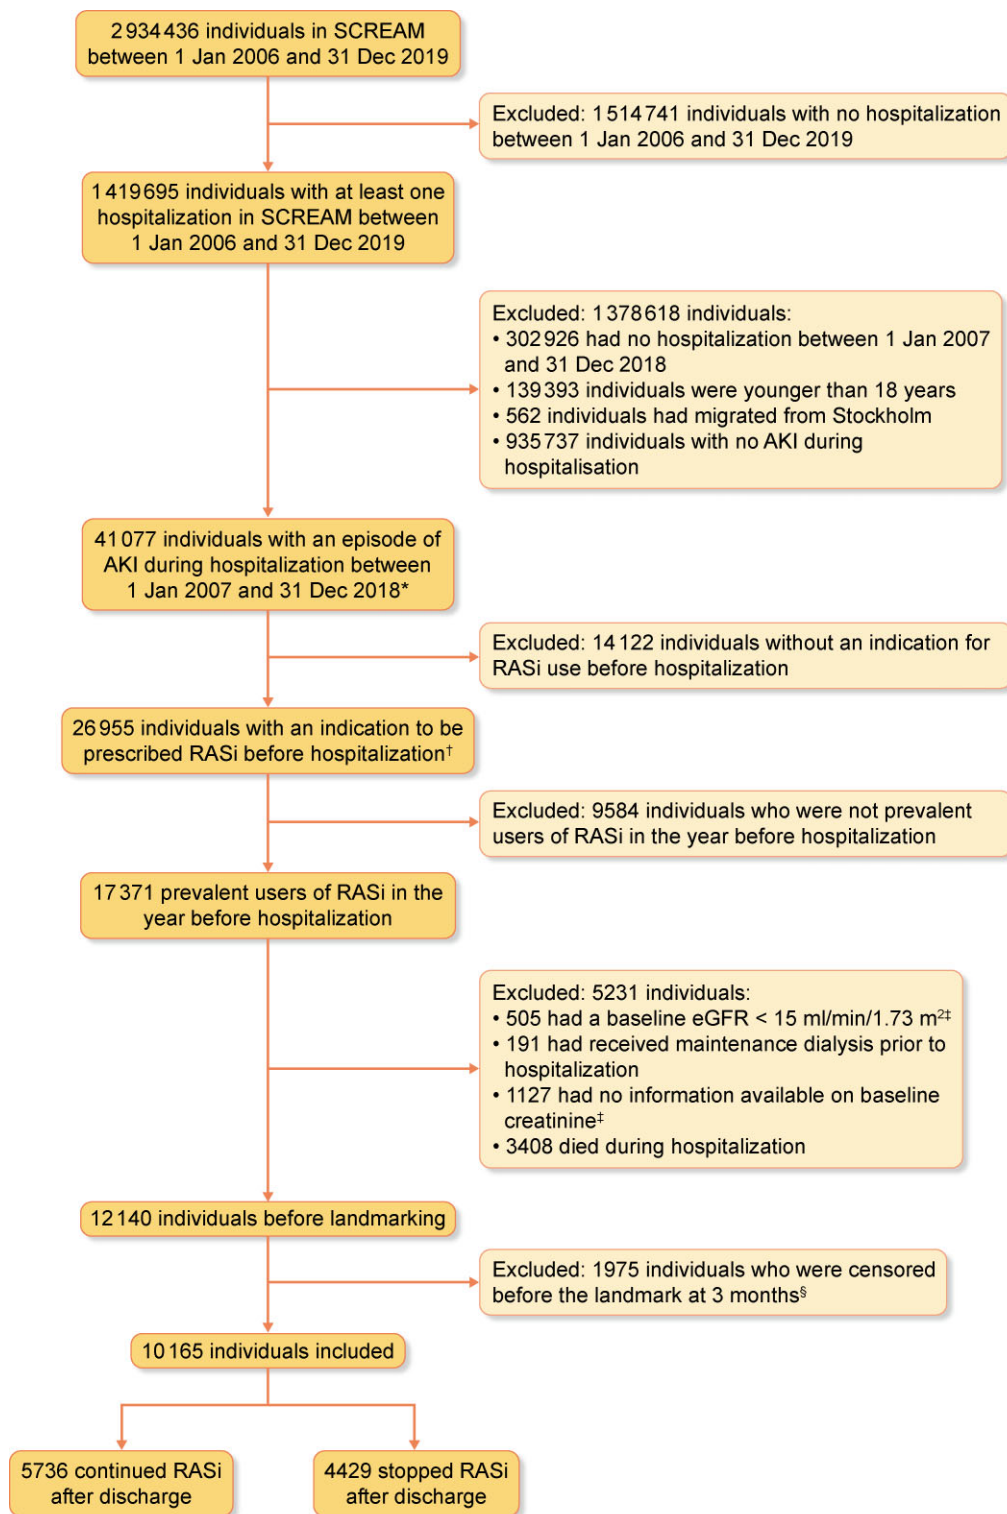 2 934 436 individuals in SCREAM
between 1 Jan 2006 and 31 Dec 2019
Excluded: 1 514 741 individuals with no hospitalization
between 1 Jan 2006 and 31 Dec 2019
1 419 695 individuals with at least one
hospitalization in SCREAM between
1 Jan 2006 and 31 Dec 2019
Excluded: 1 378 618 individuals:
• 302 926 had no hospitalization between 1 Jan 2007
and 31 Dec 2018
• 139 393 individuals were younger than 18 years
• 562 individuals had migrated from Stockholm
• 935 737 individuals with no AKI during
hospitalisation
41 077 individuals with an episode of
AKI during hospitalization between
1 Jan 2007 and 31 Dec 2018*
Excluded: 14 122 individuals without an indication for
RASi use before hospitalization
26 955 individuals with an indication to be
prescribed RASi before hospitalization†
Excluded: 9584 individuals who were not prevalent
users of RASi in the year before hospitalization
17 371 prevalent users of RASi in the
year before hospitalization
Excluded: 5231 individuals:
• 505 had a baseline eGFR < 15 ml/min/1.73 m²‡
• 191 had received maintenance dialysis prior to
hospitalization
• 1127 had no information available on baseline
creatinine‡
• 3408 died during hospitalization
12 140 individuals before landmarking
Excluded: 1975 individuals who were censored
before the landmark at 3 months§
10 165 individuals included
5736 continued RASi
after discharge
4429 stopped RASi
after discharge